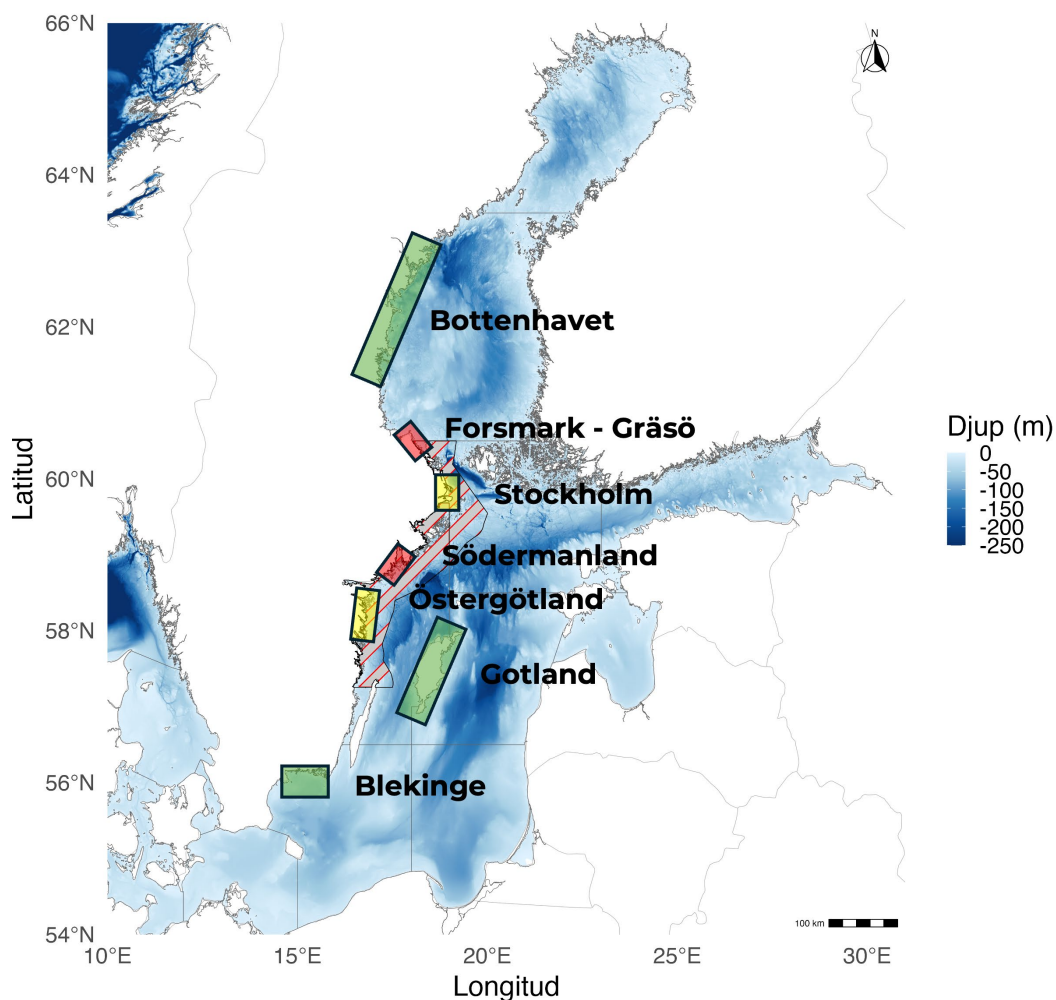 66°N
64°N
62°N
60°N
58°N
56°N
54°N
Latitud
N
Bottenhavet
Forsmark - Gräsö
Stockholm
Södermanland
Östergötland
Gotland
Blekinge
Djup (m)
0
-50
-100
-150
-200
-250
100 km
10°E
15°E
20°E
25°E
30°E
Longitud